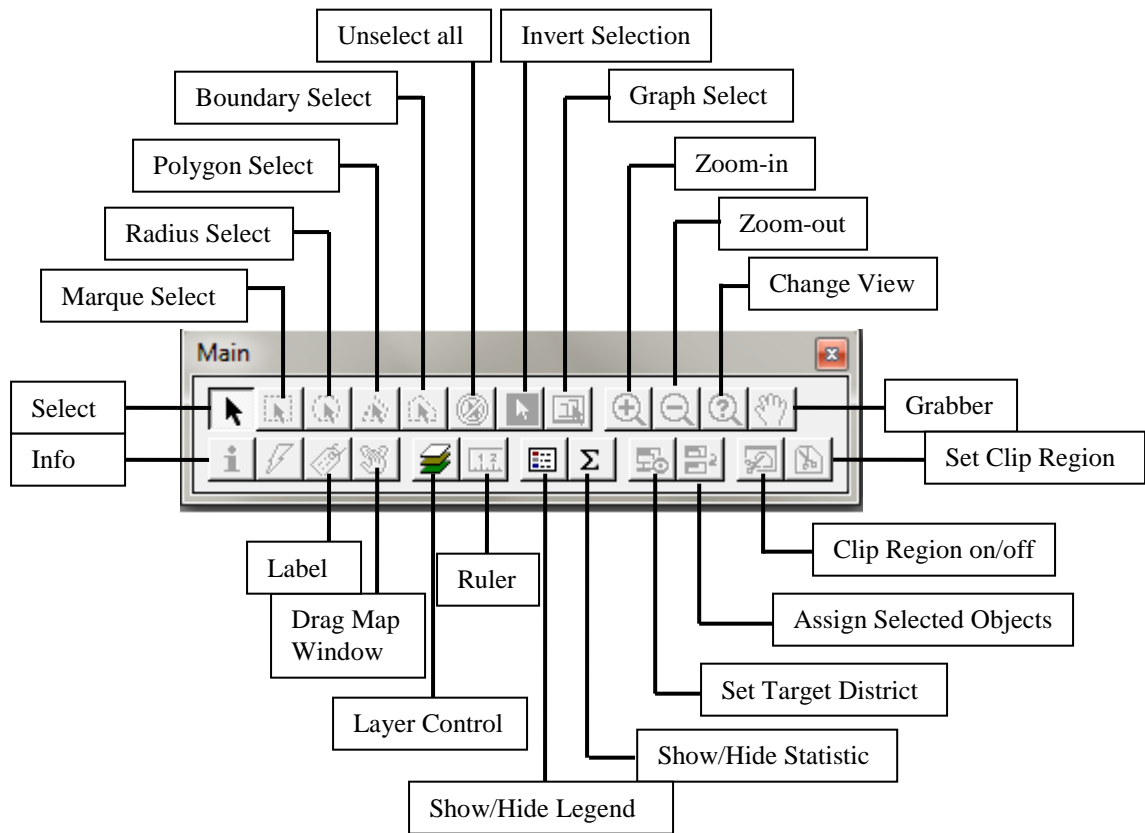 Unselect all
Invert Selection
Boundary Select
Graph Select
Polygon Select
Zoom-in
Radius Select
Zoom-out
Marque Select
Change View
Main
Select
Grabber
Info
Set Clip Region
Label
Ruler
Clip Region on/off
Drag Map
Window
Assign Selected Objects
Set Target District
Layer Control
Show/Hide Statistic
Show/Hide Legend